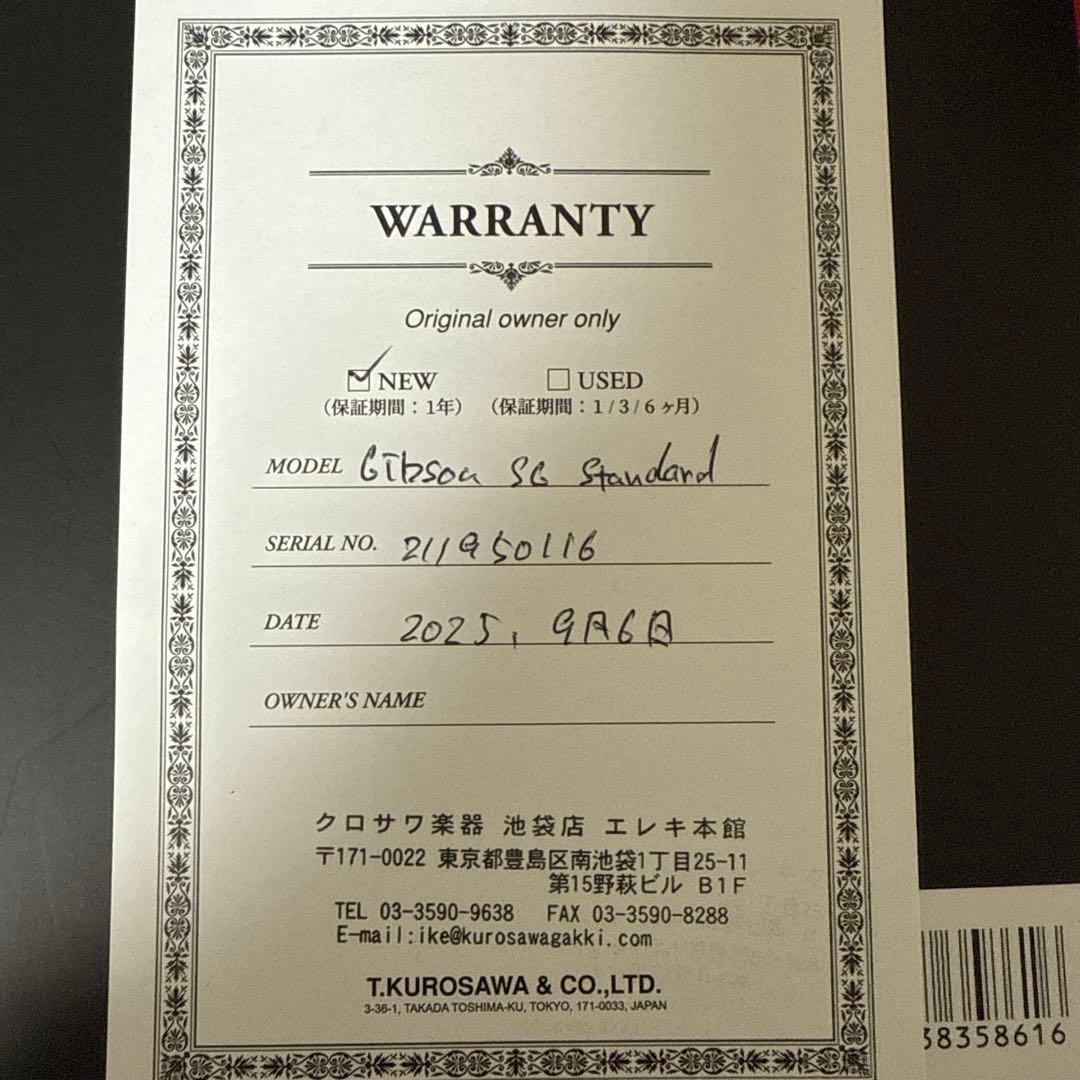 WARRANTY
Original owner only
☑ NEW ☐ USED
（保証期間：1年） （保証期間：1/3/6ヶ月）
MODEL Gibson SG Standard
SERIAL NO. 211950116
DATE 2025, 9月6日
OWNER'S NAME
クロサワ楽器 池袋店 エレキ本館
〒171-0022 東京都豊島区南池袋1丁目25-11
第15野萩ビル B1F
TEL 03-3590-9638 FAX 03-3590-8288
E-mail:ike@kurosawagakki.com
T.KUROSAWA & CO.,LTD.
3-36-1, TAKADA TOSHIMA-KU, TOKYO, 171-0033, JAPAN
38358616